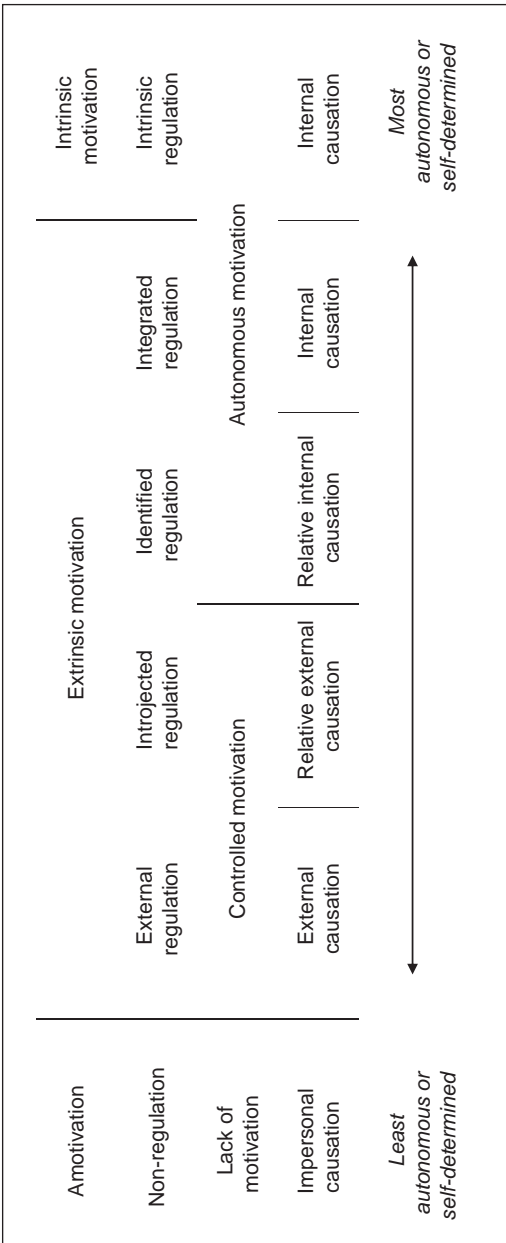 Amotivation
Extrinsic motivation
Intrinsic
motivation
Non-regulation
External
regulation
Introjected
regulation
Identified
regulation
Integrated
regulation
Intrinsic
regulation
Lack of
motivation
Controlled motivation
Autonomous motivation
Impersonal
causation
External
causation
Relative external
causation
Relative internal
causation
Internal
causation
Internal
causation
Least
autonomous or
self-determined
Most
autonomous or
self-determined